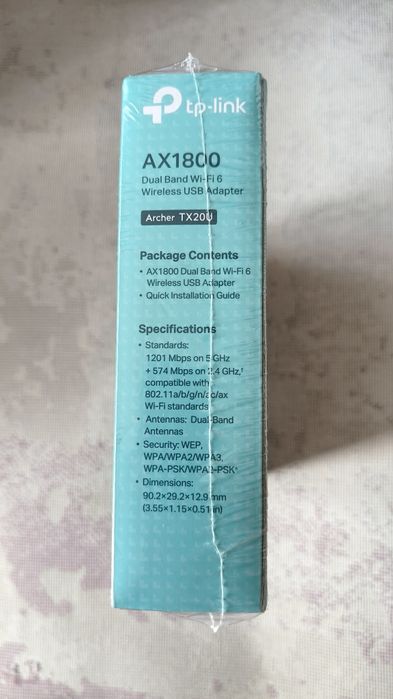 tp-link
AX1800
Dual Band Wi-Fi 6
Wireless USB Adapter
Archer TX20U
Package Contents
• AX1800 Dual Band Wi-Fi 6
Wireless USB Adapter
• Quick Installation Guide
Specifications
• Standards:
1201 Mbps on 5 GHz
+ 574 Mbps on 2.4 GHz,†
compatible with
802.11a/b/g/n/ac/ax
Wi-Fi standards
• Antennas: Dual-Band
Antennas
• Security: WEP,
WPA/WPA2/WPA3,
WPA-PSK/WPA2-PSK*
• Dimensions:
90.2×29.2×12.9 mm
(3.55×1.15×0.51 in)